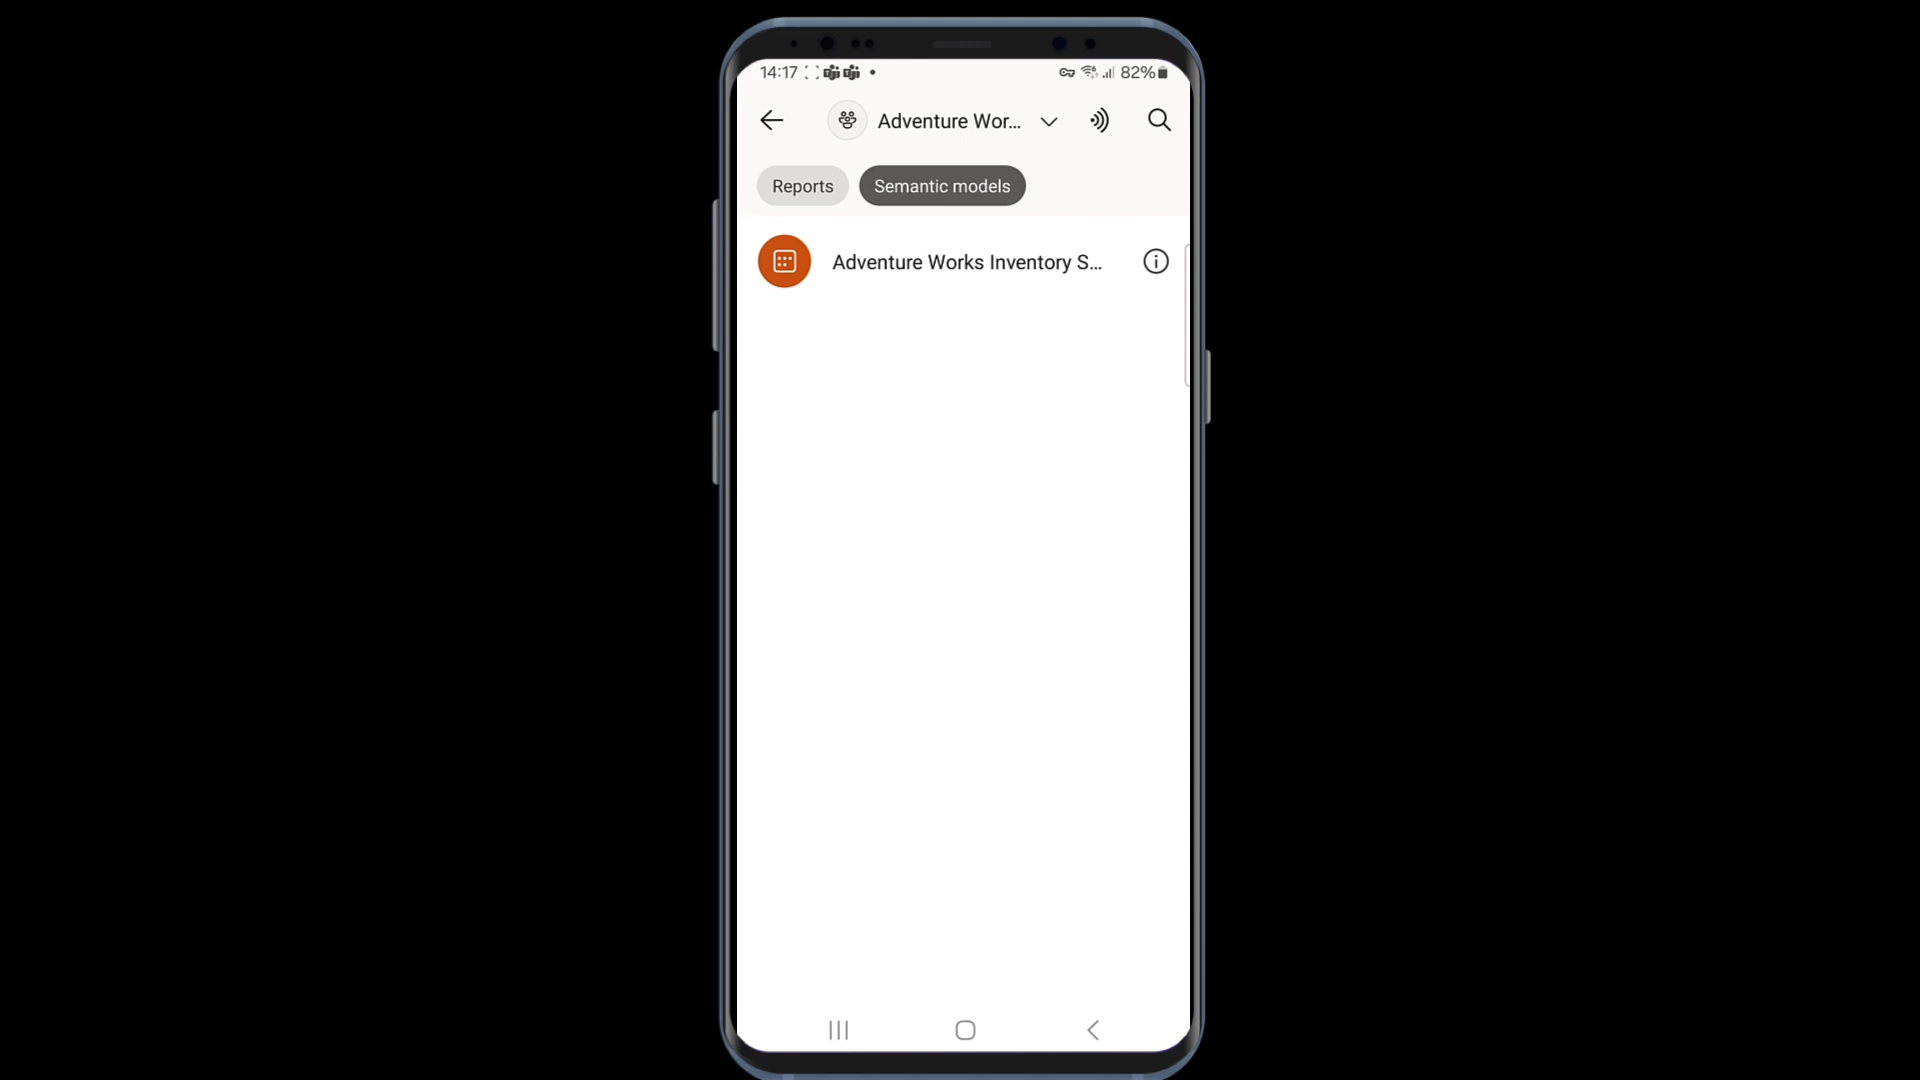 14:17 82%
Adventure Wor...
Reports Semantic models
Adventure Works Inventory S...